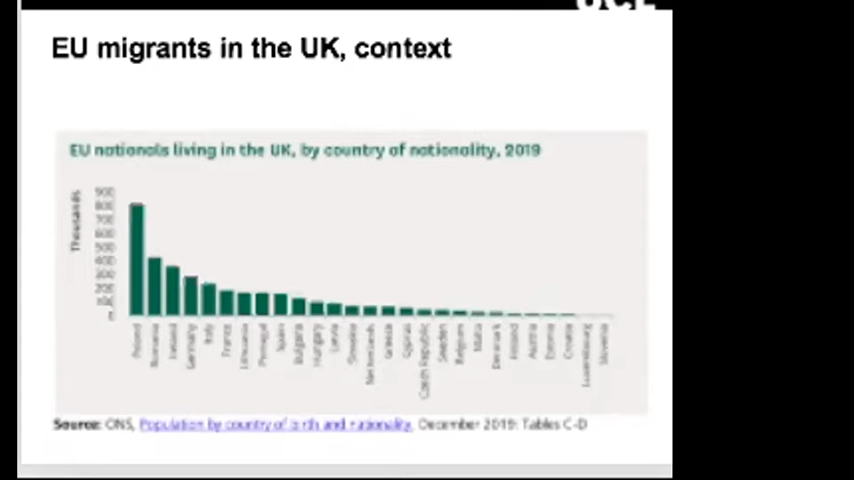 EU migrants in the UK, context
EU nationals living in the UK, by country of nationality, 2019
Thousands
900
800
700
600
500
400
300
200
100
0
Poland
Romania
Ireland
Germany
Italy
France
Lithuania
Portugal
Spain
Bulgaria
Hungary
Latvia
Slovakia
Netherlands
Greece
Cyprus
Czech Republic
Sweden
Belgium
Malta
Denmark
Finland
Austria
Estonia
Croatia
Luxembourg
Slovenia
Source: ONS, Population by country of birth and nationality, December 2019: Tables C-D